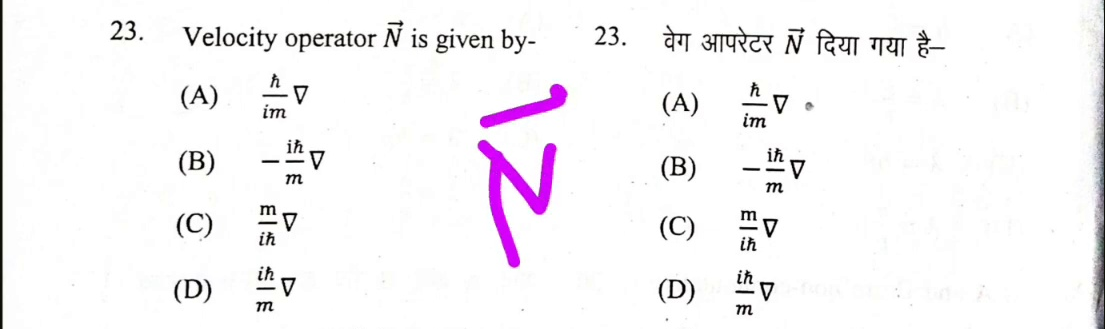 23. Velocity operator N⃗ is given by-
(A) ħ/im ∇
(B) −iħ/m ∇
(C) m/iħ ∇
(D) iħ/m ∇
N⃗
23. वेग आपरेटर N⃗ दिया गया है–
(A) ħ/im ∇
(B) −iħ/m ∇
(C) m/iħ ∇
(D) iħ/m ∇